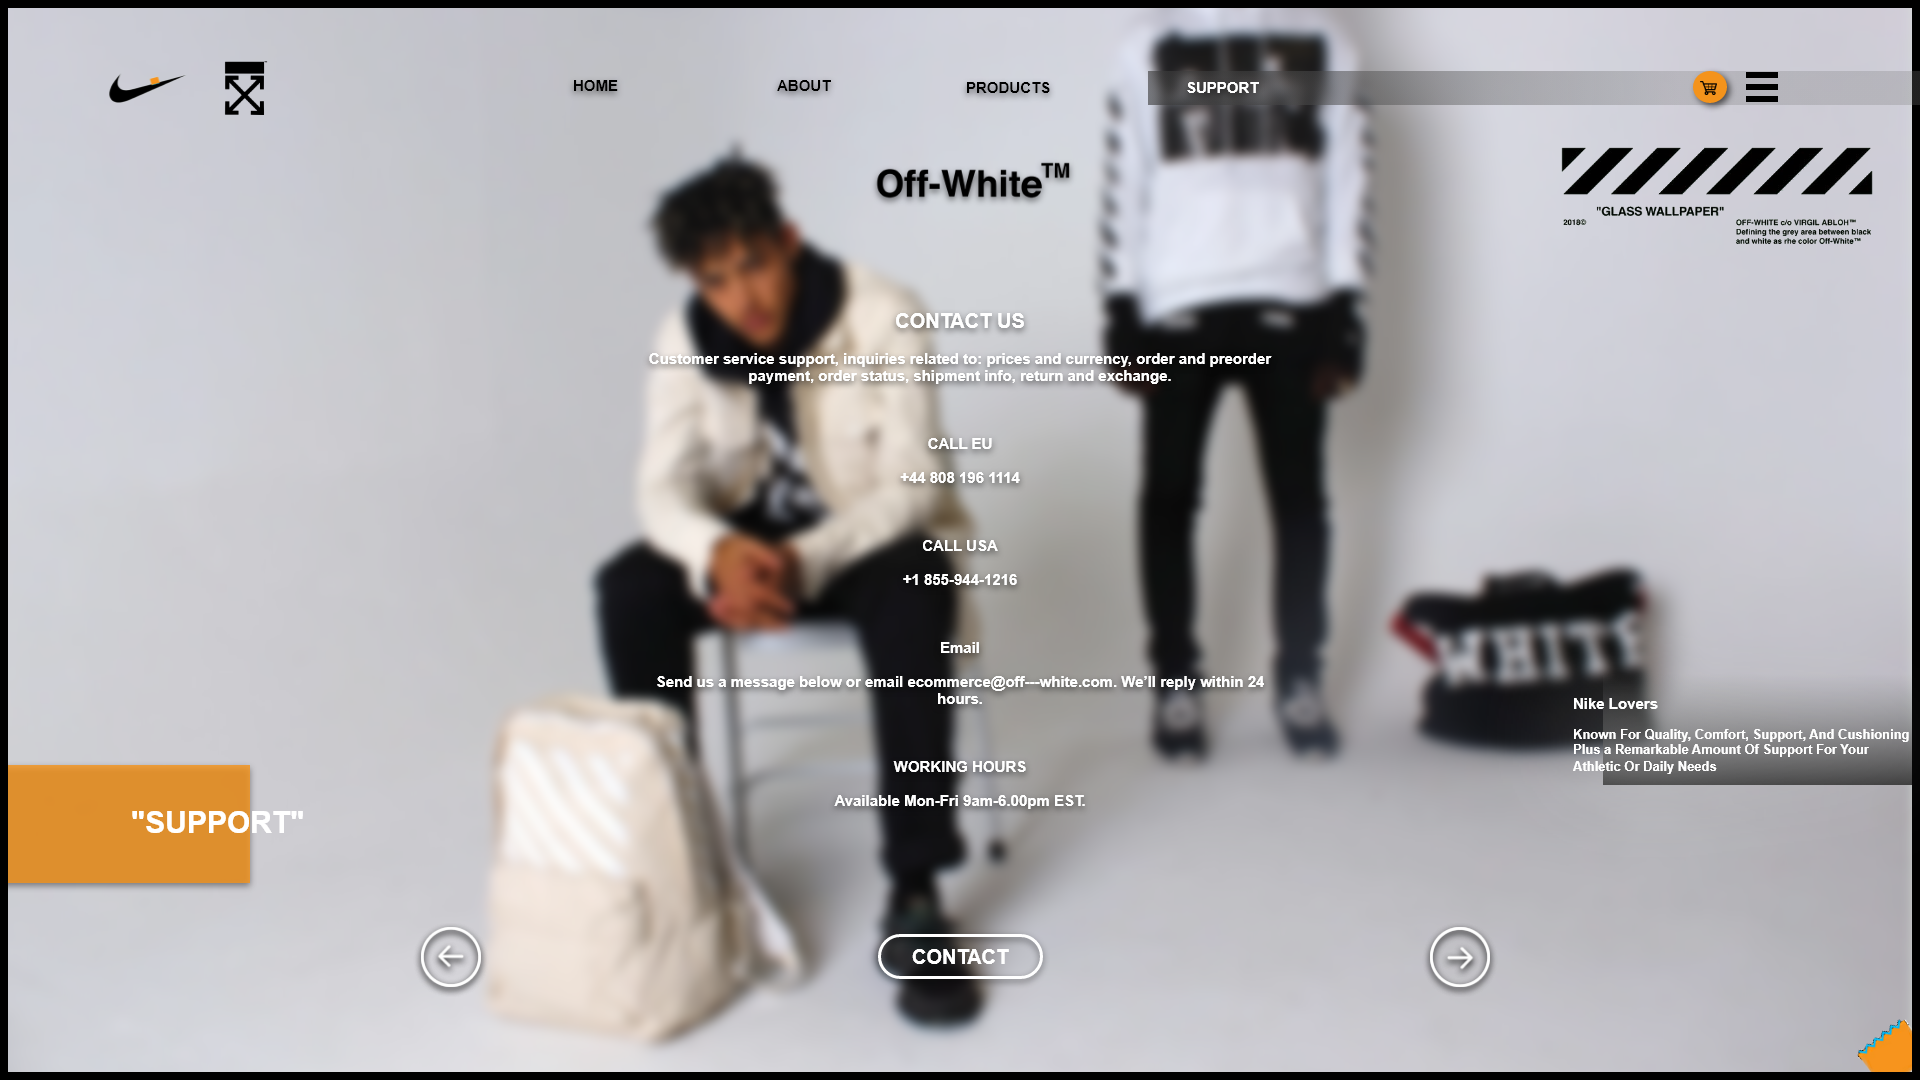 HOME
ABOUT
PRODUCTS
SUPPORT
Off-White™
"GLASS WALLPAPER"
2018©
OFF-WHITE c/o VIRGIL ABLOH™
Defining the grey area between black
and white as rhe color Off-White™
CONTACT US
Customer service support, inquiries related to: prices and currency, order and preorder
payment, order status, shipment info, return and exchange.
CALL EU
+44 808 196 1114
CALL USA
+1 855-944-1216
Email
Send us a message below or email ecommerce@off---white.com. We'll reply within 24
hours.
WORKING HOURS
Available Mon-Fri 9am-6.00pm EST.
WHITE
Nike Lovers
Known For Quality, Comfort, Support, And Cushioning
Plus a Remarkable Amount Of Support For Your
Athletic Or Daily Needs
"SUPPORT"
CONTACT